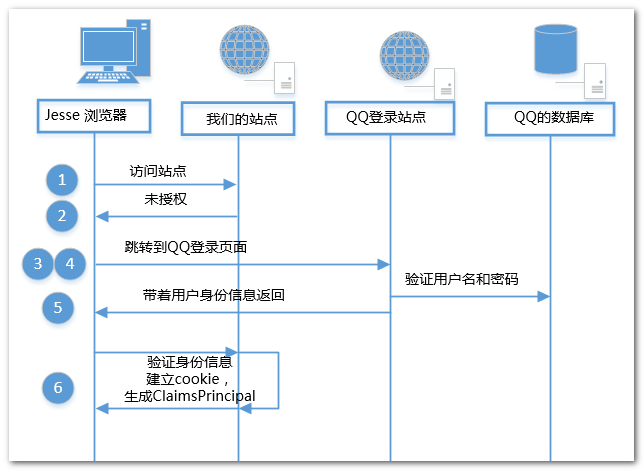 Jesse 浏览器
我们的站点
QQ登录站点
QQ的数据库
1
访问站点
2
未授权
3
4
跳转到QQ登录页面
验证用户名和密码
5
带着用户身份信息返回
6
验证身份信息
建立cookie，
生成ClaimsPrincipal